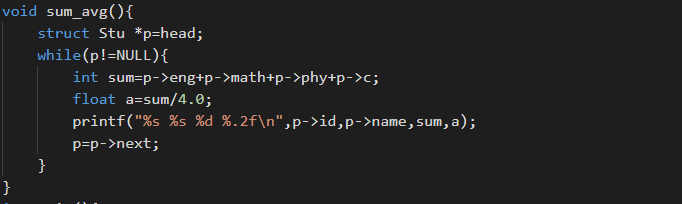 void sum_avg(){
    struct Stu *p=head;
    while(p!=NULL){
        int sum=p->eng+p->math+p->phy+p->c;
        float a=sum/4.0;
        printf("%s %s %d %.2f\n",p->id,p->name,sum,a);
        p=p->next;
    }
}